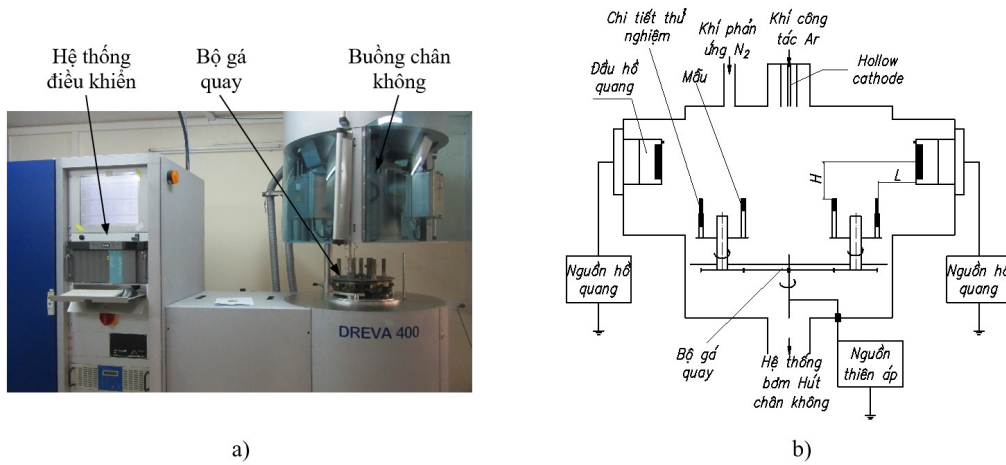 Hệ thống
điều khiển
Bộ gá
quay
Buồng chân
không
DREVA 400
a)
Chi tiết thử
nghiệm
Khí phản
ứng N2
Khí công
tác Ar
Hollow
cathode
Đầu hồ
quang
Mẫu
H
L
Nguồn hồ
quang
Nguồn hồ
quang
Bộ gá
quay
Hệ thống
bơm Hút
chân không
Nguồn
thiên áp
b)